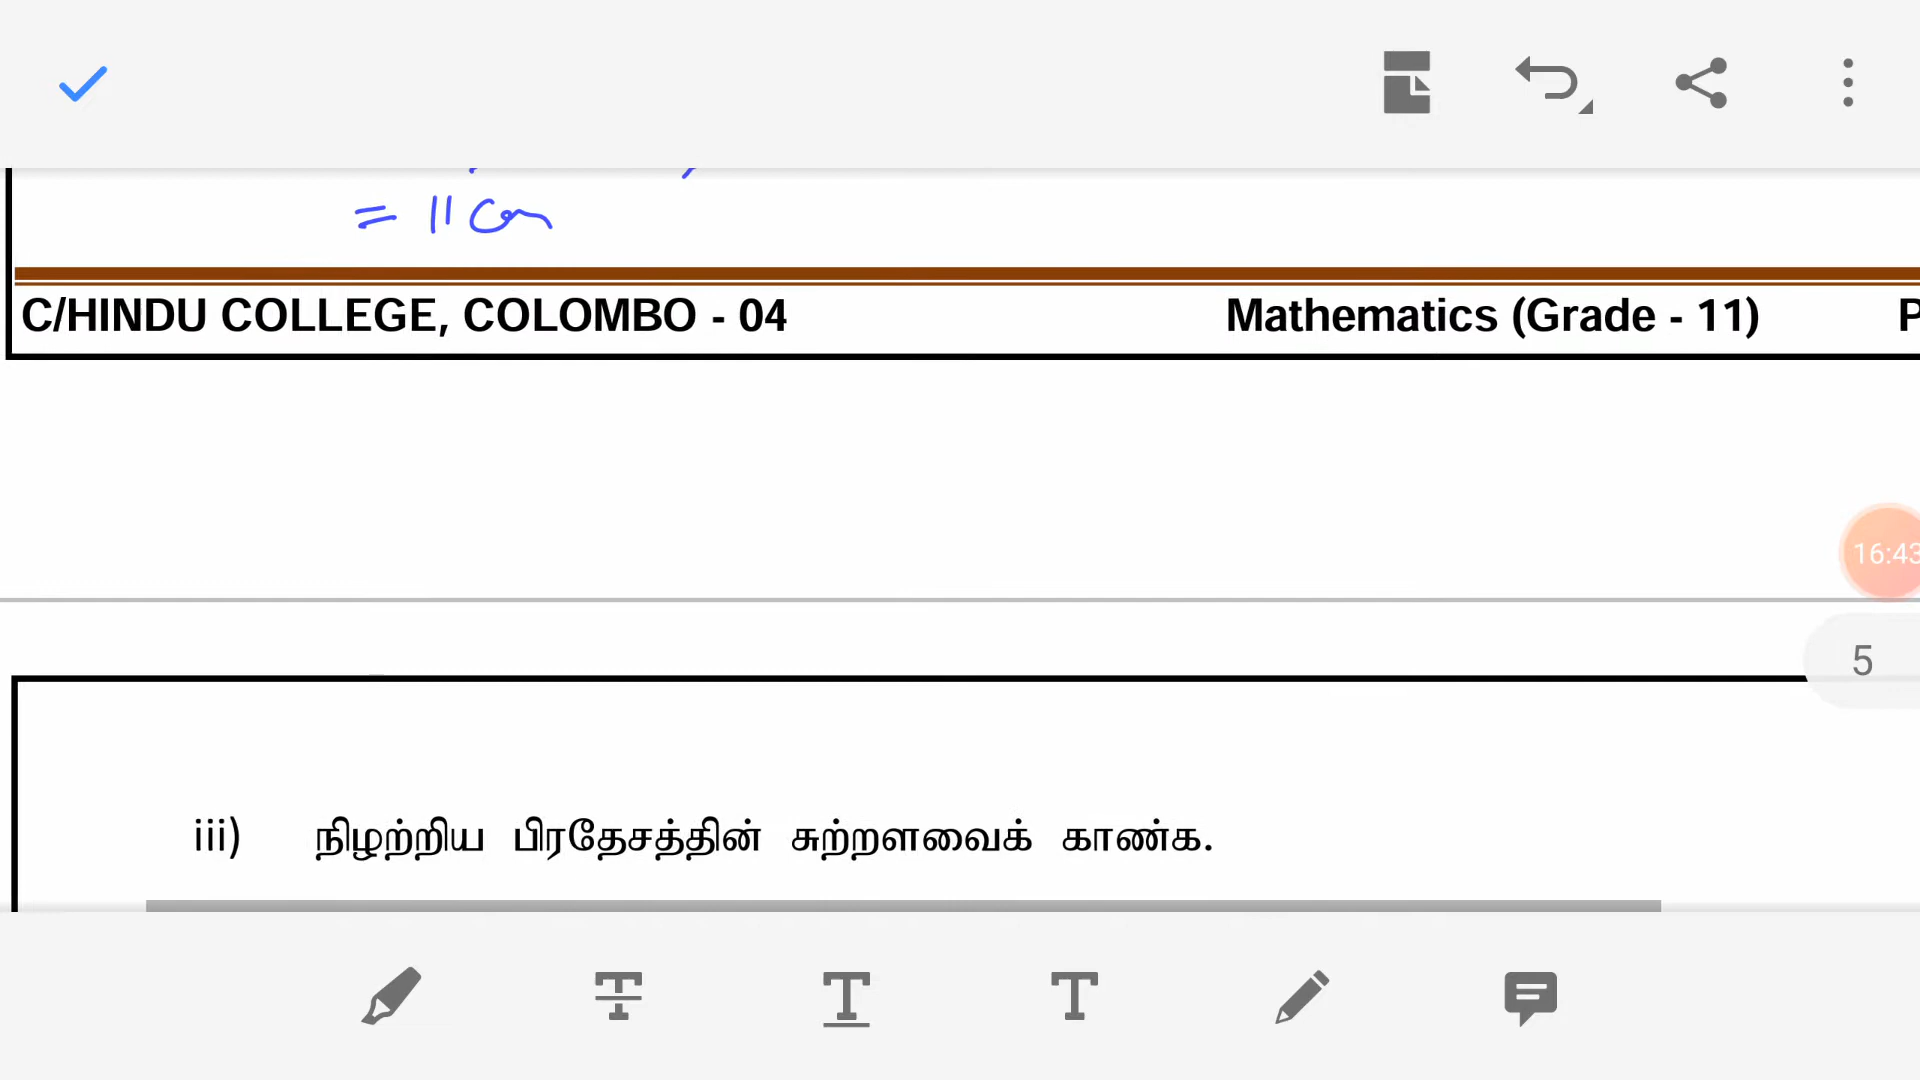 = 11 cm
C/HINDU COLLEGE, COLOMBO - 04 Mathematics (Grade - 11) P
16:43
5
iii) நிழற்றிய பிரதேசத்தின் சுற்றளவைக் காண்க.